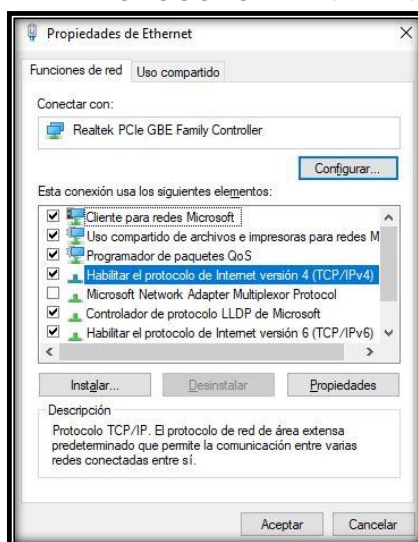 Propiedades de Ethernet
Funciones de red Uso compartido
Conectar con:
Realtek PCIe GBE Family Controller
Configurar...
Esta conexión usa los siguientes elementos:
Cliente para redes Microsoft
Uso compartido de archivos e impresoras para redes M
Programador de paquetes QoS
Habilitar el protocolo de Internet versión 4 (TCP/IPv4)
Microsoft Network Adapter Multiplexor Protocol
Controlador de protocolo LLDP de Microsoft
Habilitar el protocolo de Internet versión 6 (TCP/IPv6)
Instalar... Desinstalar Propiedades
Descripción
Protocolo TCP/IP. El protocolo de red de área extensa
predeterminado que permite la comunicación entre varias
redes conectadas entre sí.
Aceptar Cancelar